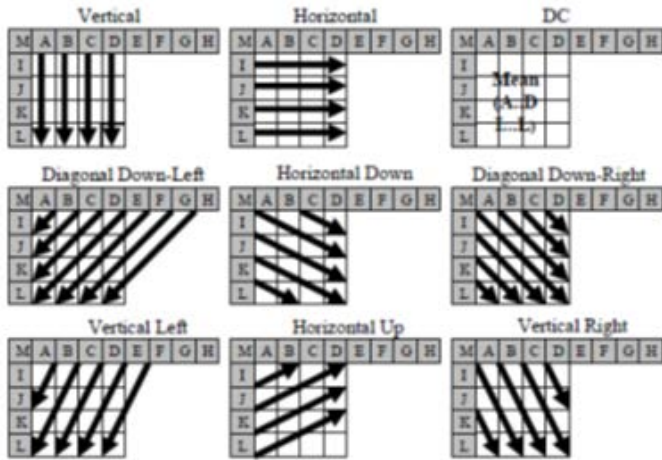 Vertical
M A B C D E F G H
I
J
K
L
Horizontal
M A B C D E F G H
I
J
K
L
DC
M A B C D E F G H
I
J
K
L
Mean
(A..D
I...L)
Diagonal Down-Left
M A B C D E F G H
I
J
K
L
Horizontal Down
M A B C D E F G H
I
J
K
L
Diagonal Down-Right
M A B C D E F G H
I
J
K
L
Vertical Left
M A B C D E F G H
I
J
K
L
Horizontal Up
M A B C D E F G H
I
J
K
L
Vertical Right
M A B C D E F G H
I
J
K
L